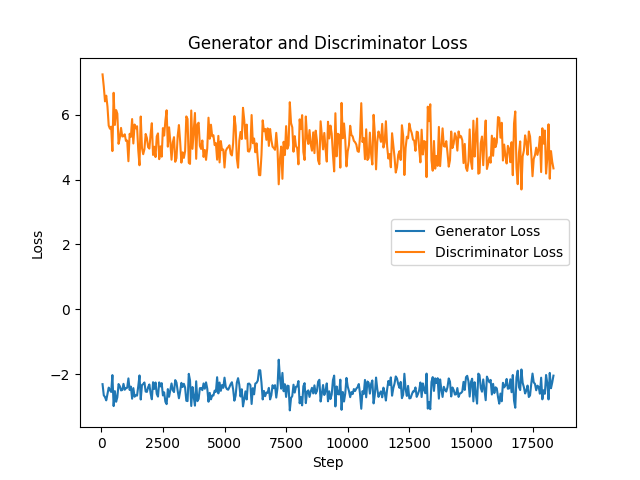 Generator and Discriminator Loss
6
4
2
0
−2
Loss
Generator Loss
Discriminator Loss
0 2500 5000 7500 10000 12500 15000 17500
Step